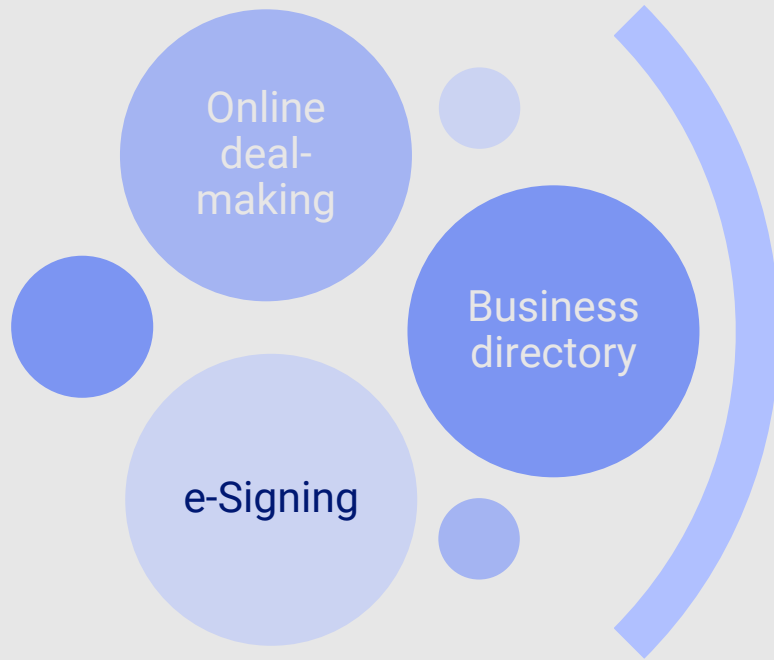 Online
deal-
making
Business
directory
e-Signing